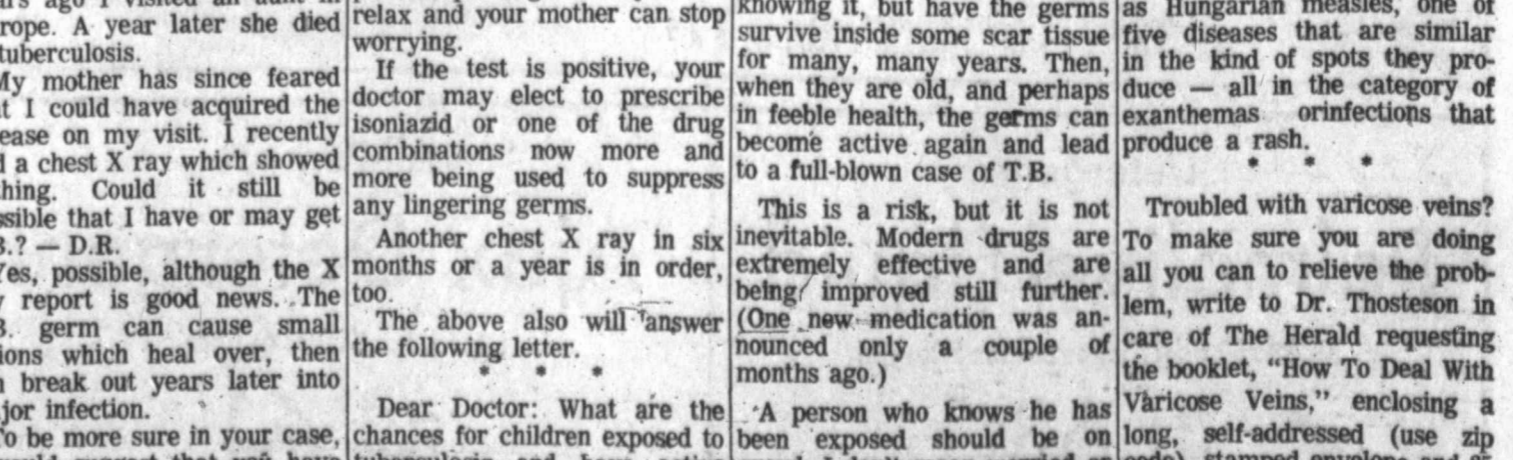 rope. A year later she died
tuberculosis.
My mother has since feared
I could have acquired the
ease on my visit. I recently
a chest X ray which showed
hing. Could it still be
ssible that I have or may get
B.? — D.R.
Yes, possible, although the X
report is good news. The
B. germ can cause small
ions which heal over, then
break out years later into
jor infection.
To be more sure in your case,
relax and your mother can stop
worrying.
If the test is positive, your
doctor may elect to prescribe
isoniazid or one of the drug
combinations now more and
more being used to suppress
any lingering germs.
Another chest X ray in six
months or a year is in order,
too.
The above also will answer
the following letter.
* * *
Dear Doctor: What are the
chances for children exposed to
knowing it, but have the germs
survive inside some scar tissue
for many, many years. Then,
when they are old, and perhaps
in feeble health, the germs can
become active again and lead
to a full-blown case of T.B.
This is a risk, but it is not
inevitable. Modern drugs are
extremely effective and are
being improved still further.
(One new medication was an-
nounced only a couple of
months ago.)
A person who knows he has
been exposed should be on
as Hungarian measles, one of
five diseases that are similar
in the kind of spots they pro-
duce — all in the category of
exanthemas orinfections that
produce a rash.
* * *
Troubled with varicose veins?
To make sure you are doing
all you can to relieve the prob-
lem, write to Dr. Thosteson in
care of The Herald requesting
the booklet, "How To Deal With
Varicose Veins," enclosing a
long, self-addressed (use zip